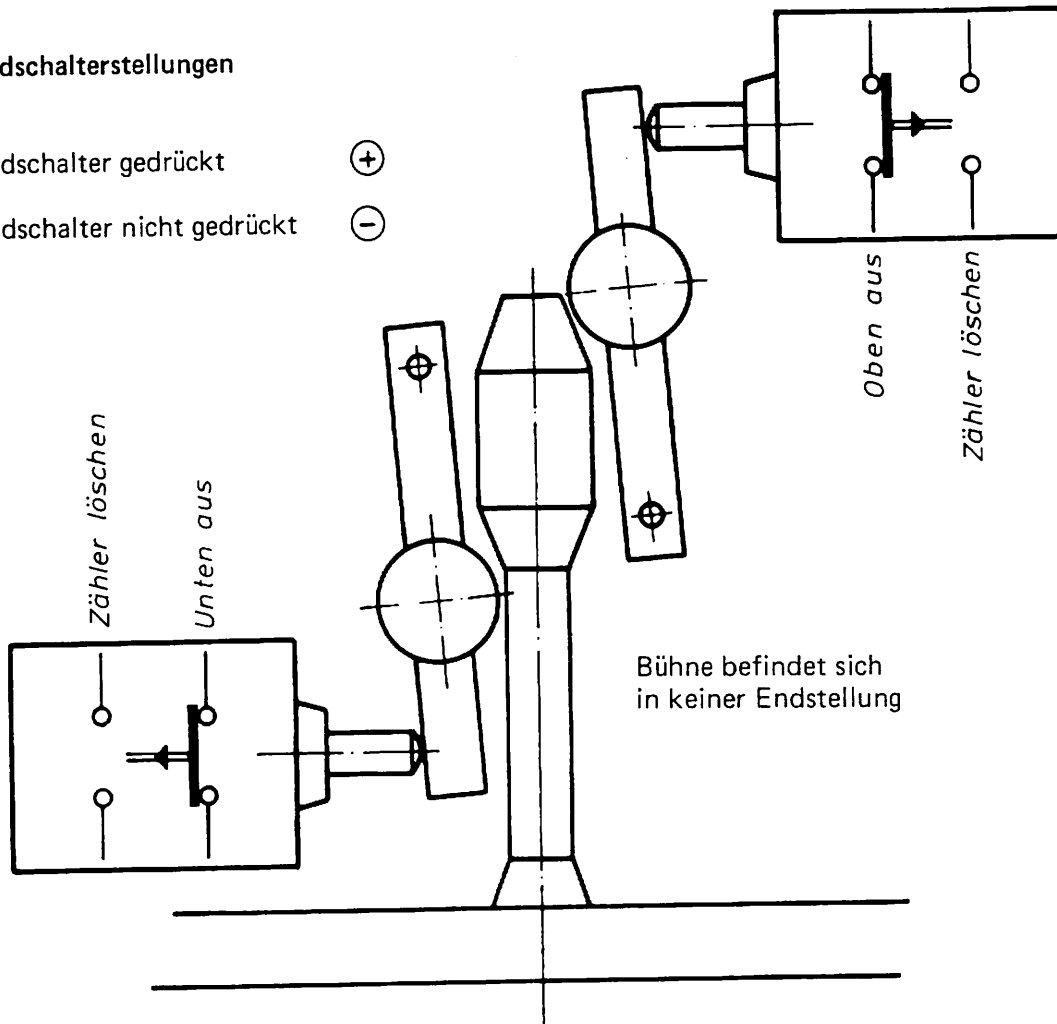 dschalterstellungen
dschalter gedrückt +
dschalter nicht gedrückt −
Oben aus
Zähler löschen
Zähler löschen
Unten aus
Bühne befindet sich
in keiner Endstellung